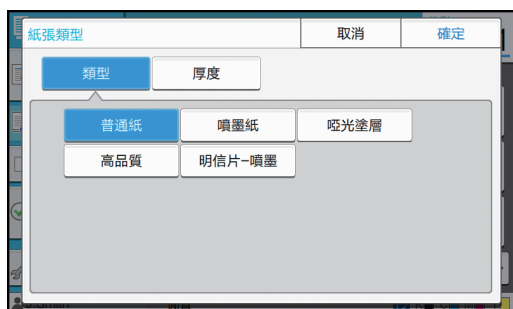 紙張類型 取消 確定
類型 厚度
普通紙 噴墨紙 啞光塗層
高品質 明信片-噴墨